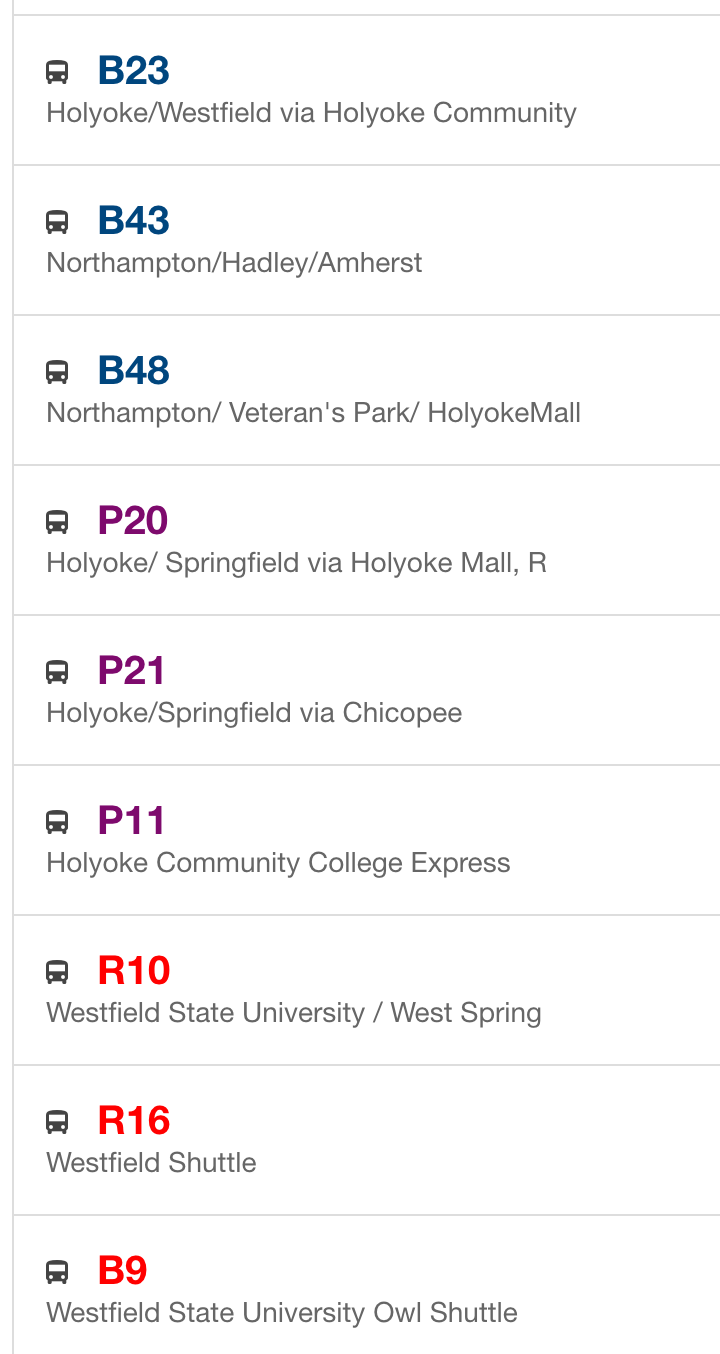 B23
Holyoke/Westfield via Holyoke Community
B43
Northampton/Hadley/Amherst
B48
Northampton/ Veteran's Park/ HolyokeMall
P20
Holyoke/ Springfield via Holyoke Mall, R
P21
Holyoke/Springfield via Chicopee
P11
Holyoke Community College Express
R10
Westfield State University / West Spring
R16
Westfield Shuttle
B9
Westfield State University Owl Shuttle